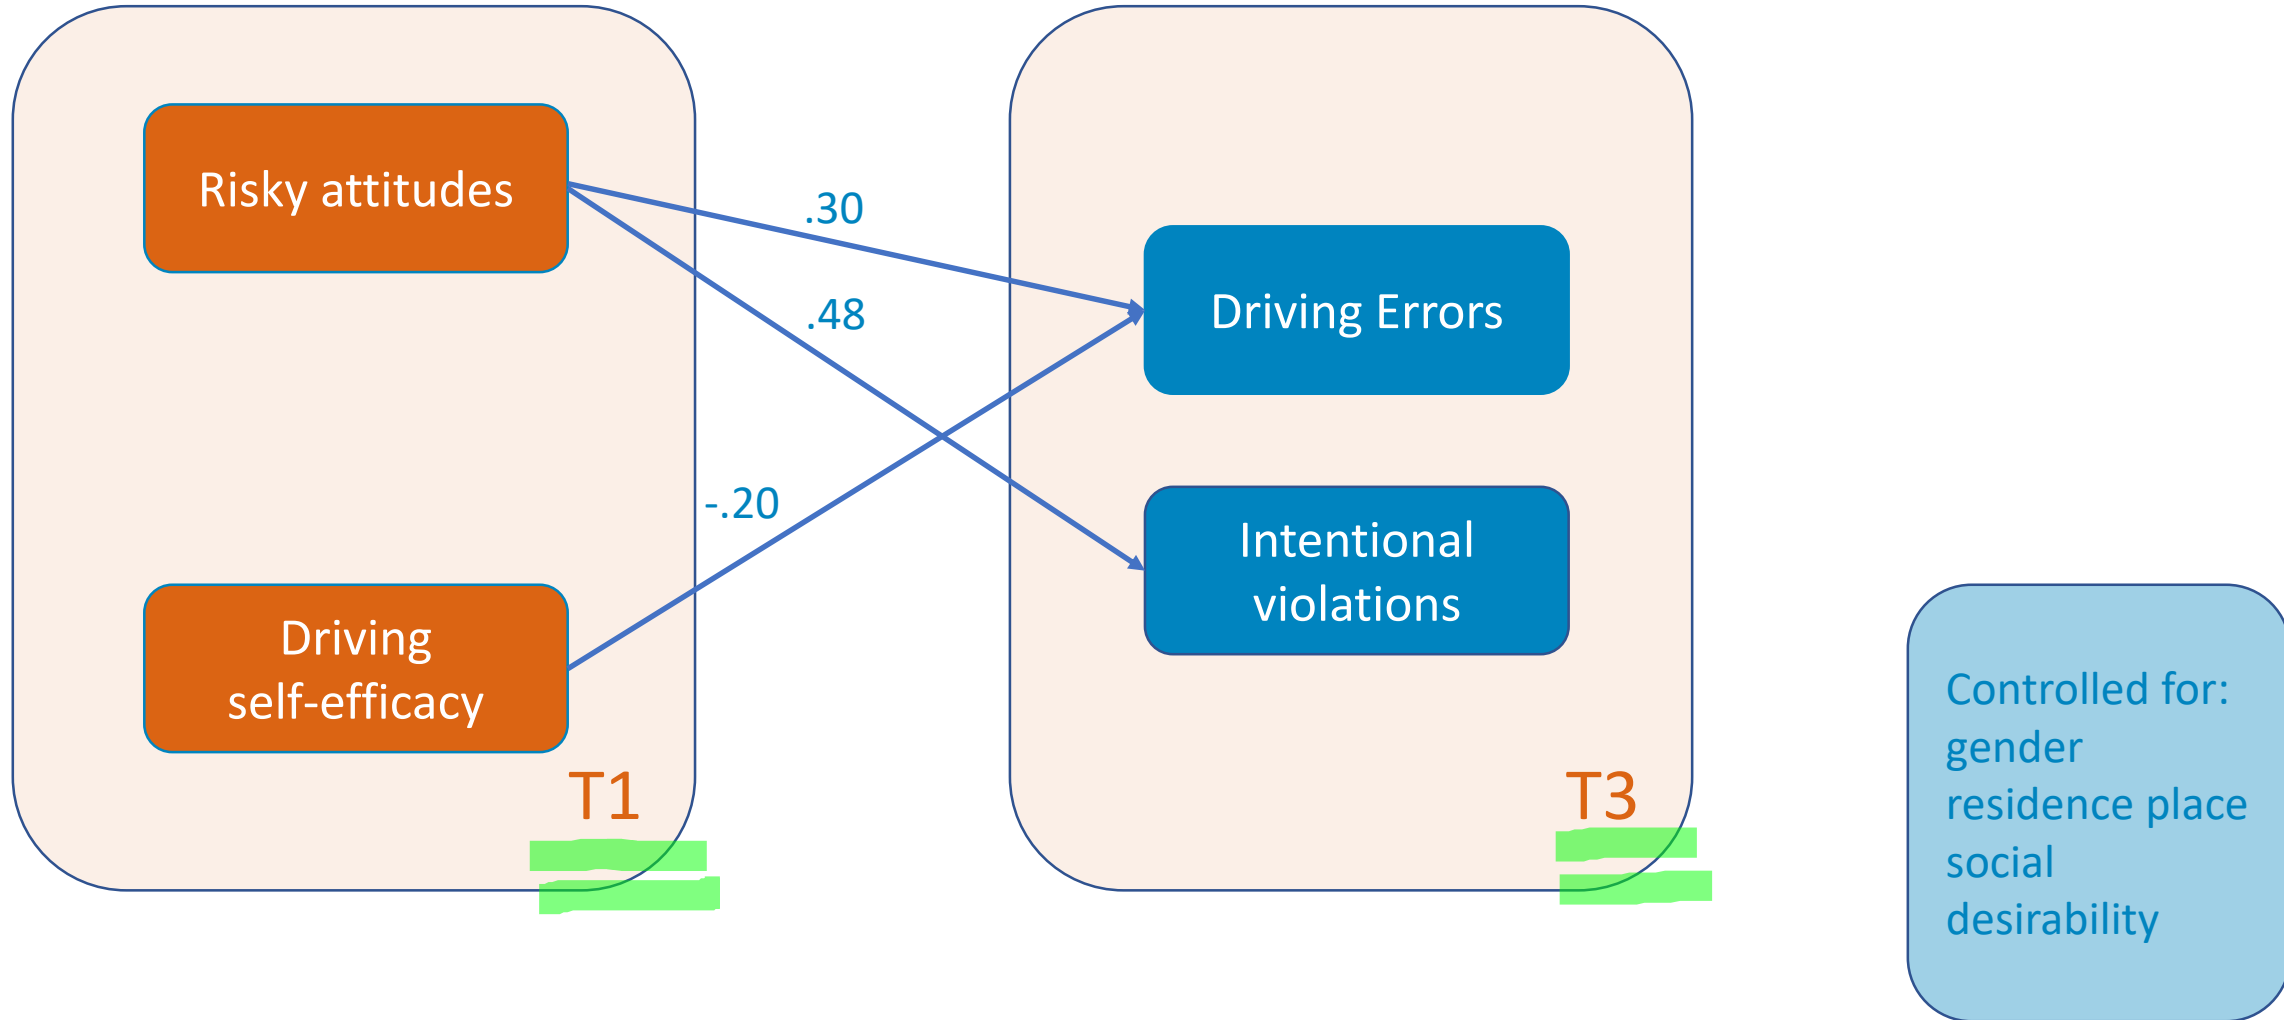 Risky attitudes
.30
.48
-.20
Driving
self-efficacy
T1
Driving Errors
Intentional
violations
T3
Controlled for:
gender
residence place
social
desirability